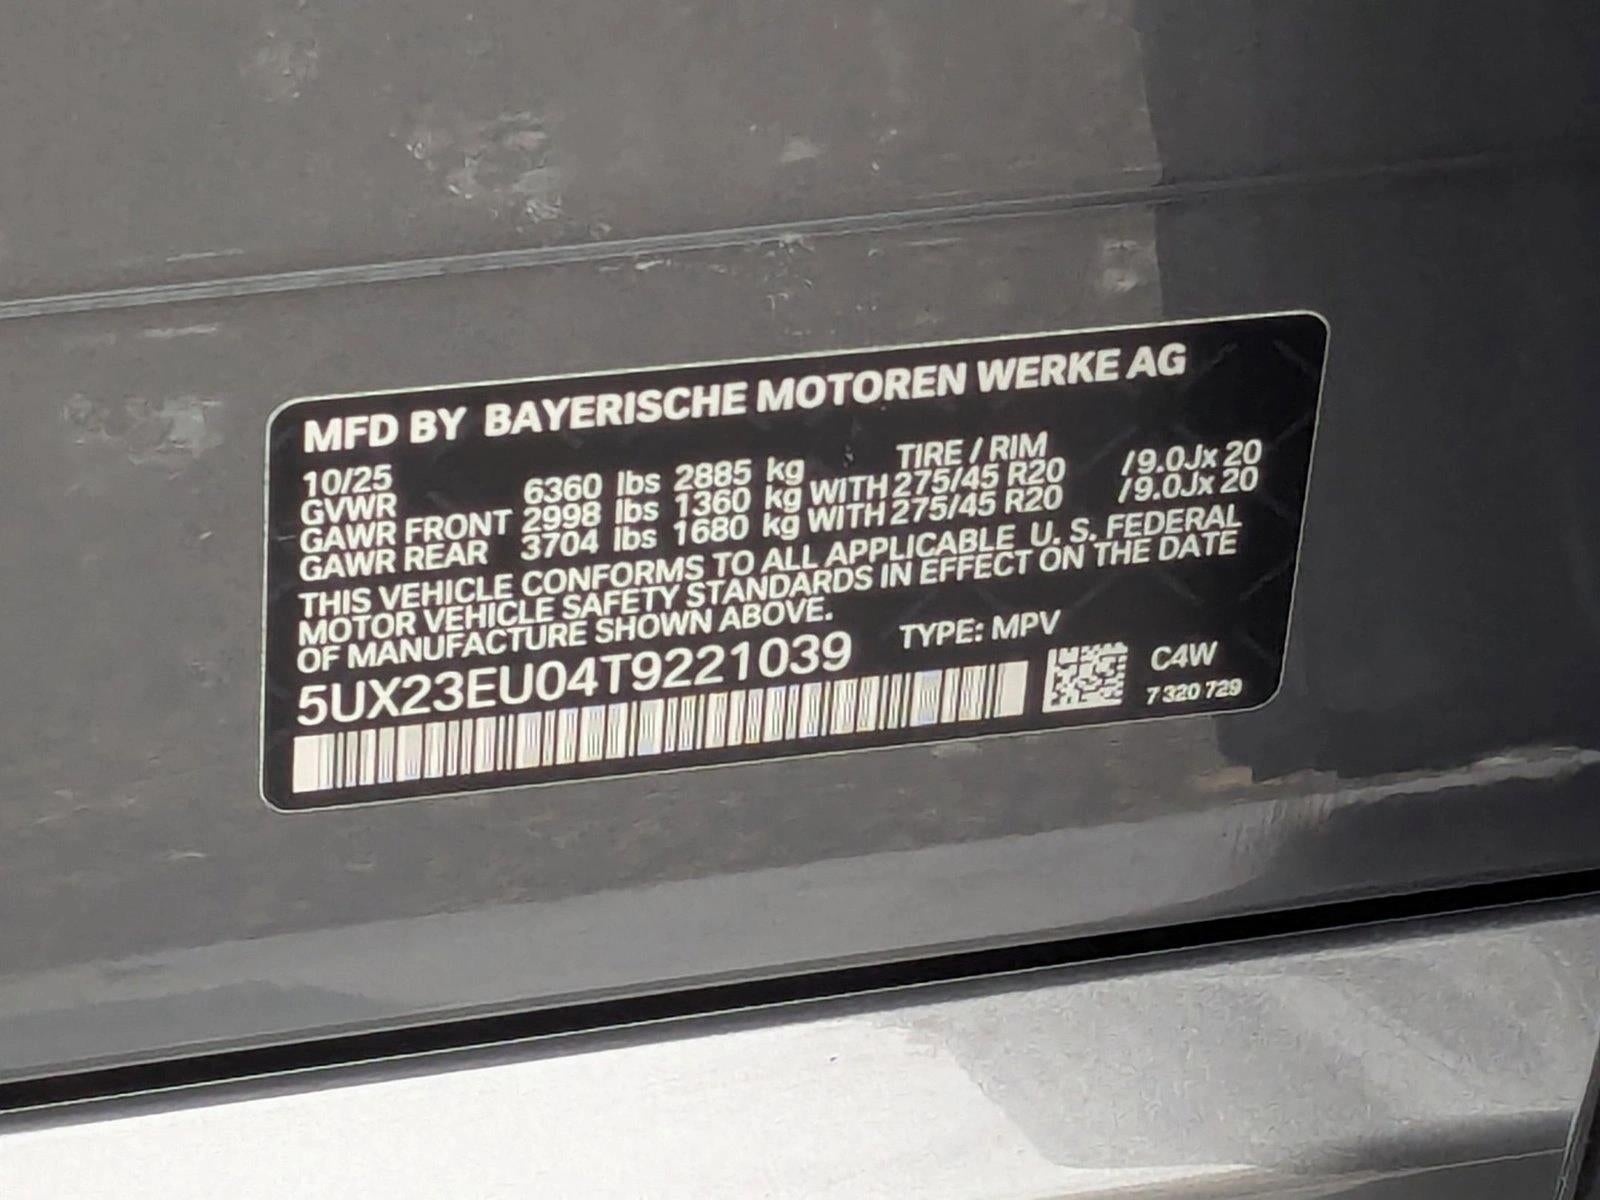 MFD BY BAYERISCHE MOTOREN WERKE AG
10/25 TIRE / RIM
GVWR 6360 lbs 2885 kg
GAWR FRONT 2998 lbs 1360 kg WITH 275/45 R20 /9.0Jx 20
GAWR REAR 3704 lbs 1680 kg WITH 275/45 R20 /9.0Jx 20
THIS VEHICLE CONFORMS TO ALL APPLICABLE U. S. FEDERAL
MOTOR VEHICLE SAFETY STANDARDS IN EFFECT ON THE DATE
OF MANUFACTURE SHOWN ABOVE.
5UX23EU04T9221039 TYPE: MPV
C4W
7 320 729